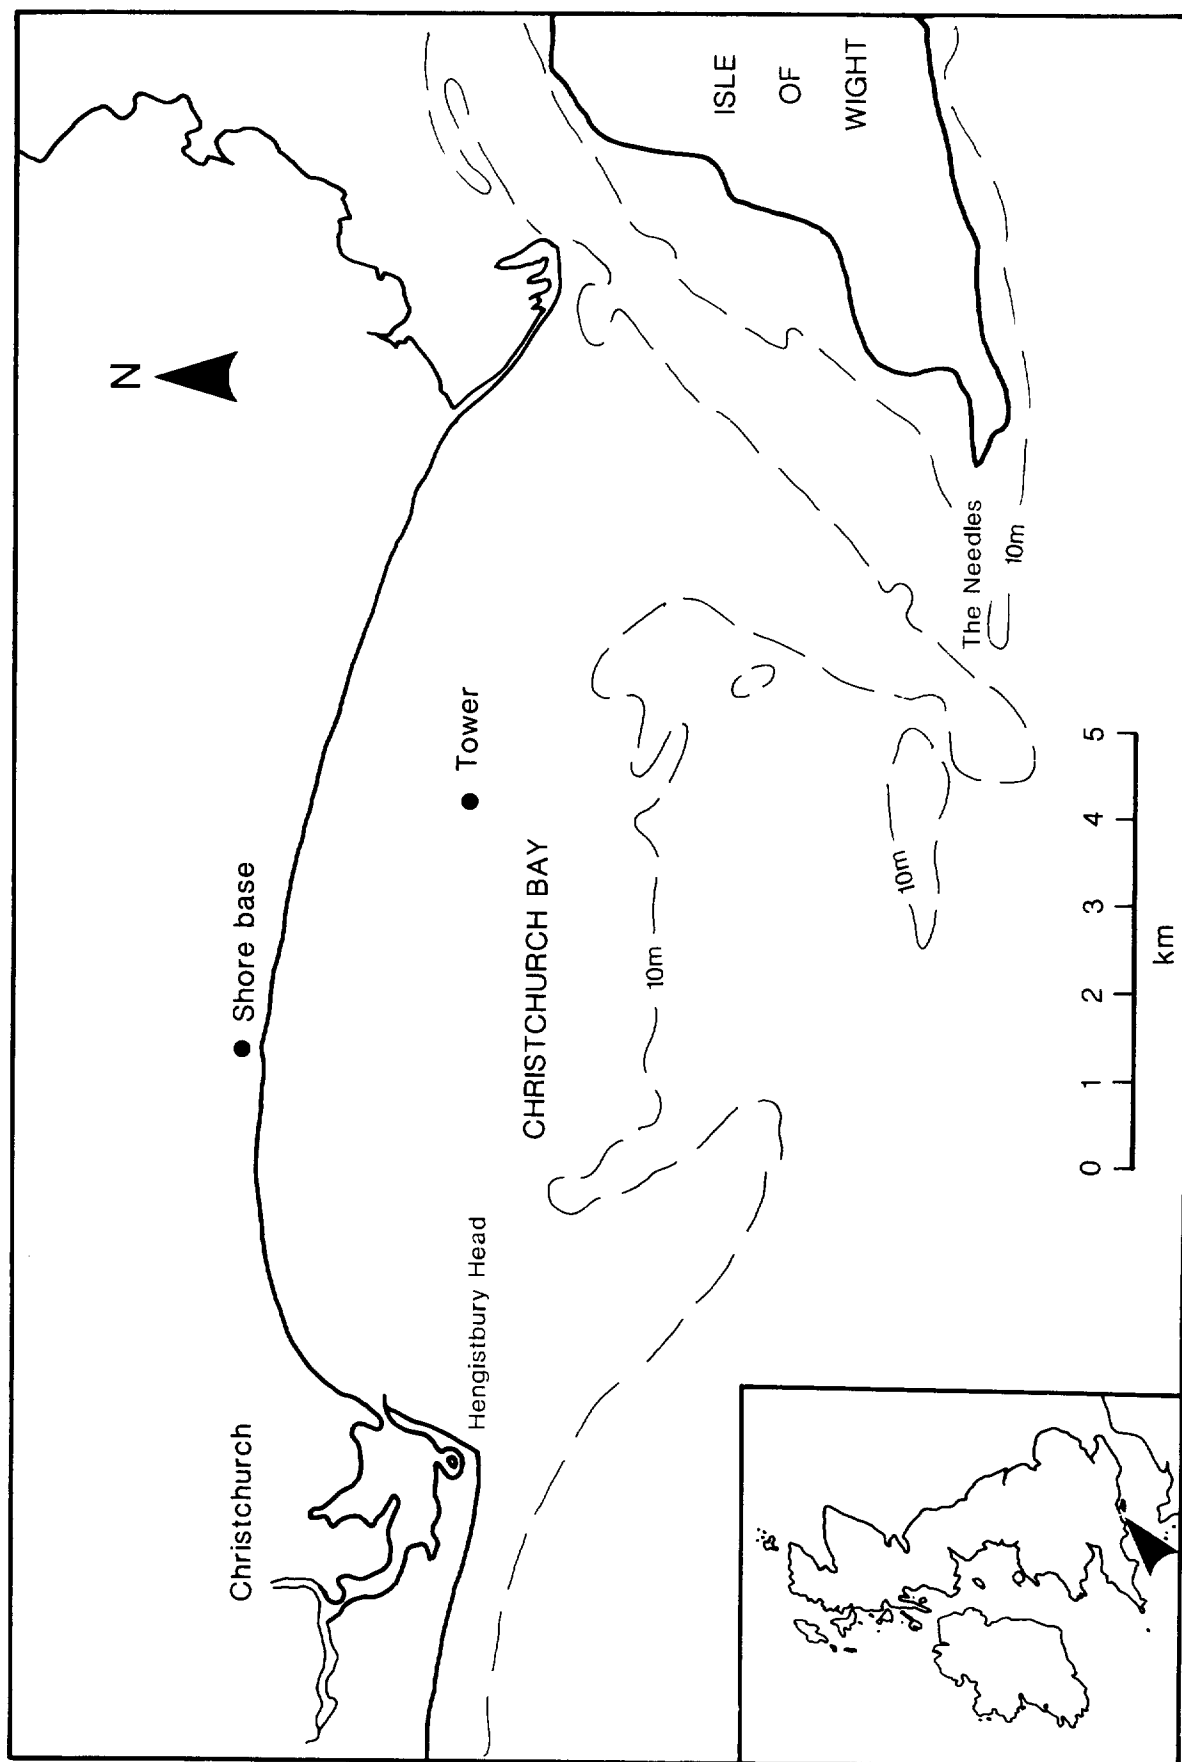 N
ISLE
OF
WIGHT
Shore base
Tower
Christchurch
CHRISTCHURCH BAY
Hengistbury Head
The Needles
10m
10m
10m
0 1 2 3 4 5
km